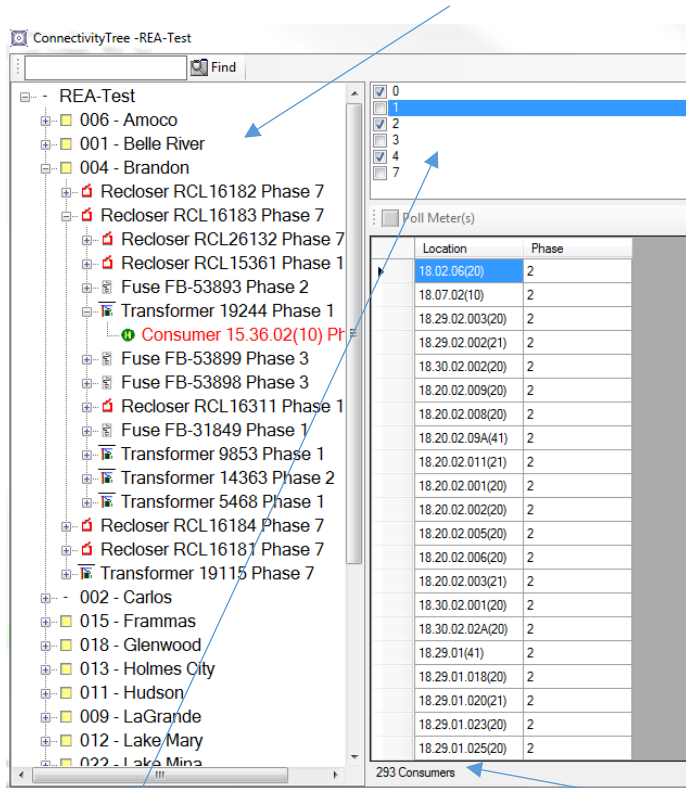 ConnectivityTree -REA-Test
Find
REA-Test
006 - Amoco
001 - Belle River
004 - Brandon
Recloser RCL16182 Phase 7
Recloser RCL16183 Phase 7
Recloser RCL26132 Phase 7
Recloser RCL15361 Phase 1
Fuse FB-53893 Phase 2
Transformer 19244 Phase 1
Consumer 15.36.02(10) Ph
Fuse FB-53899 Phase 3
Fuse FB-53898 Phase 3
Recloser RCL16311 Phase 1
Fuse FB-31849 Phase 1
Transformer 9853 Phase 1
Transformer 14363 Phase 2
Transformer 5468 Phase 1
Recloser RCL16184 Phase 7
Recloser RCL16181 Phase 7
Transformer 19115 Phase 7
002 - Carlos
015 - Frammas
018 - Glenwood
013 - Holmes City
011 - Hudson
009 - LaGrande
012 - Lake Mary
022 - Lake Mina
0
1
2
3
4
7
Poll Meter(s)
Location Phase
18.02.06(20) 2
18.07.02(10) 2
18.29.02.003(20) 2
18.29.02.002(21) 2
18.30.02.002(20) 2
18.20.02.009(20) 2
18.20.02.008(20) 2
18.20.02.09A(41) 2
18.20.02.011(21) 2
18.20.02.001(20) 2
18.20.02.002(20) 2
18.20.02.005(20) 2
18.20.02.006(20) 2
18.20.02.003(21) 2
18.30.02.001(20) 2
18.30.02.02A(20) 2
18.29.01(41) 2
18.29.01.018(20) 2
18.29.01.020(21) 2
18.29.01.023(20) 2
18.29.01.025(20) 2
293 Consumers